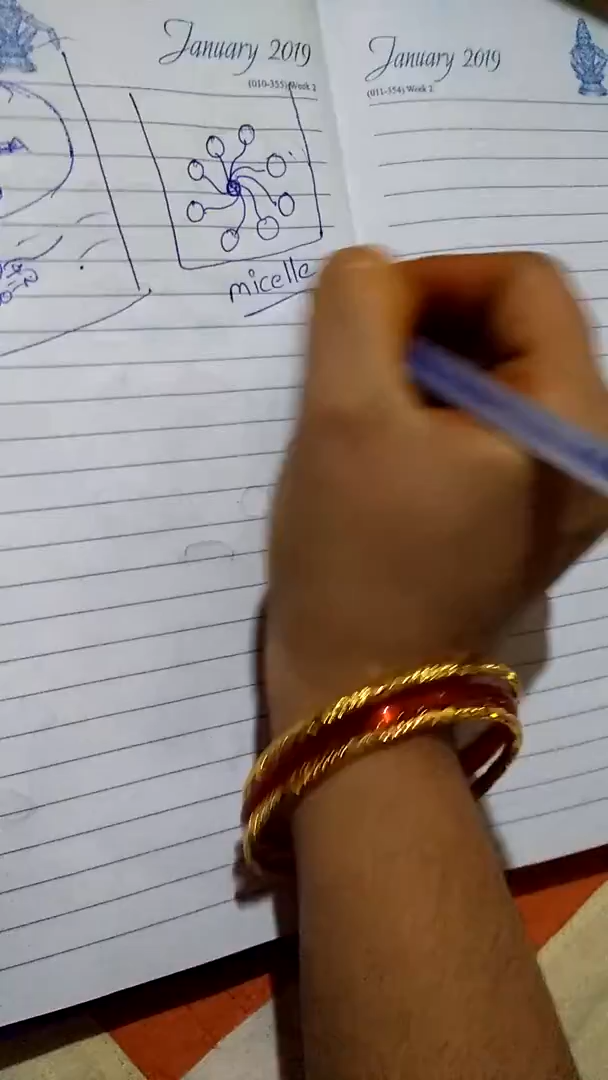 January 2019
(010-355) Week 2
January 2019
(011-354) Week 2
micelle